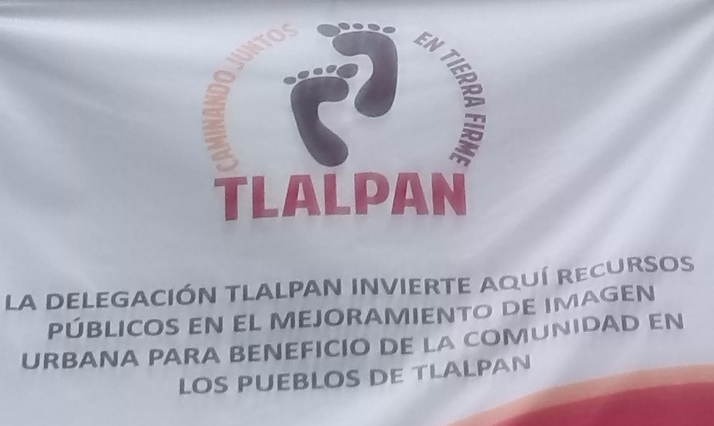 CAMINANDO JUNTOS
EN TIERRA FIRME
TLALPAN
LA DELEGACIÓN TLALPAN INVIERTE AQUÍ RECURSOS
PÚBLICOS EN EL MEJORAMIENTO DE IMAGEN
URBANA PARA BENEFICIO DE LA COMUNIDAD EN
LOS PUEBLOS DE TLALPAN